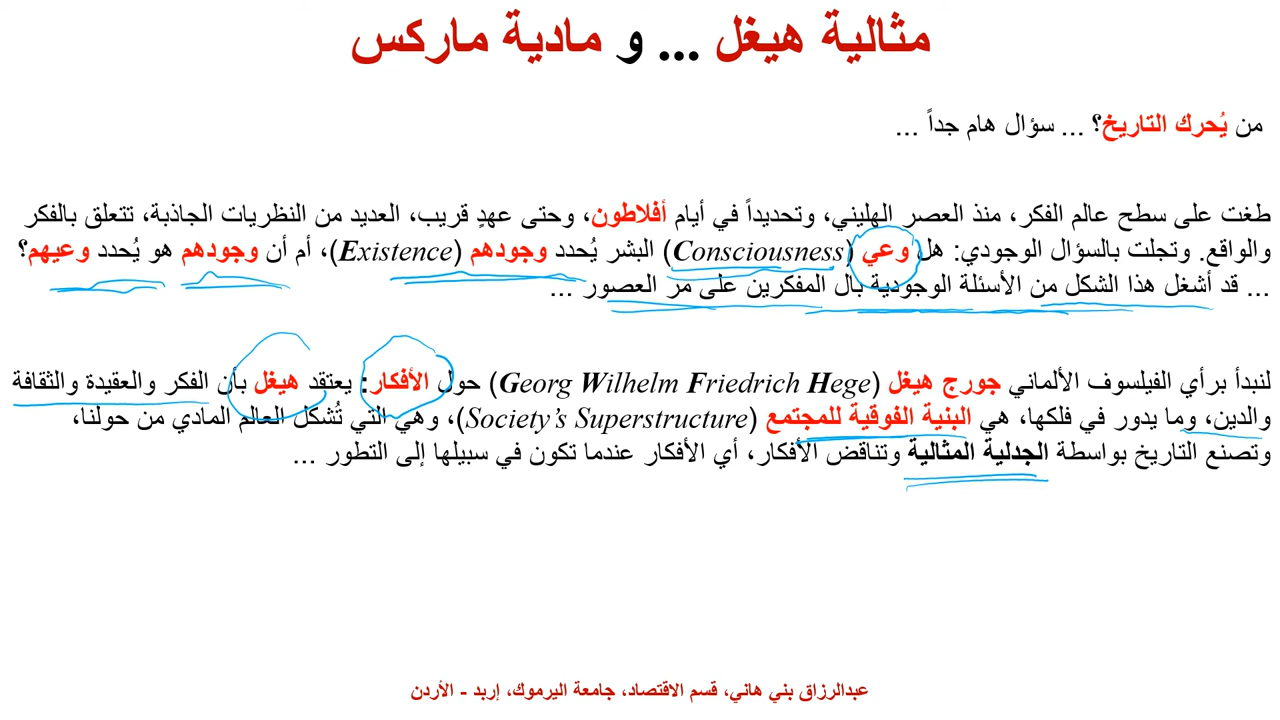 مثالية هيغل ... و مادية ماركس
من يُحرك التاريخ؟ ... سؤال هام جداً ...
طغت على سطح عالم الفكر، منذ العصر الهليني، وتحديداً في أيام أفلاطون، وحتى عهدٍ قريب، العديد من النظريات الجاذبة، تتعلق بالفكر
والواقع. وتجلت بالسؤال الوجودي: هل وعي (Consciousness) البشر يُحدد وجودهم (Existence)، أم أن وجودهم هو يُحدد وعيهم؟
... قد أشغل هذا الشكل من الأسئلة الوجودية بال المفكرين على مر العصور ...
لنبدأ برأي الفيلسوف الألماني جورج هيغل (Georg Wilhelm Friedrich Hege) حول الأفكار: يعتقد هيغل بأن الفكر والعقيدة والثقافة
والدين، وما يدور في فلكها، هي البنية الفوقية للمجتمع (Society’s Superstructure)، وهي التي تُشكل العالم المادي من حولنا،
وتصنع التاريخ بواسطة الجدلية المثالية وتناقض الأفكار، أي الأفكار عندما تكون في سبيلها إلى التطور ...
عبدالرزاق بني هاني، قسم الاقتصاد، جامعة اليرموك، إربد - الأردن